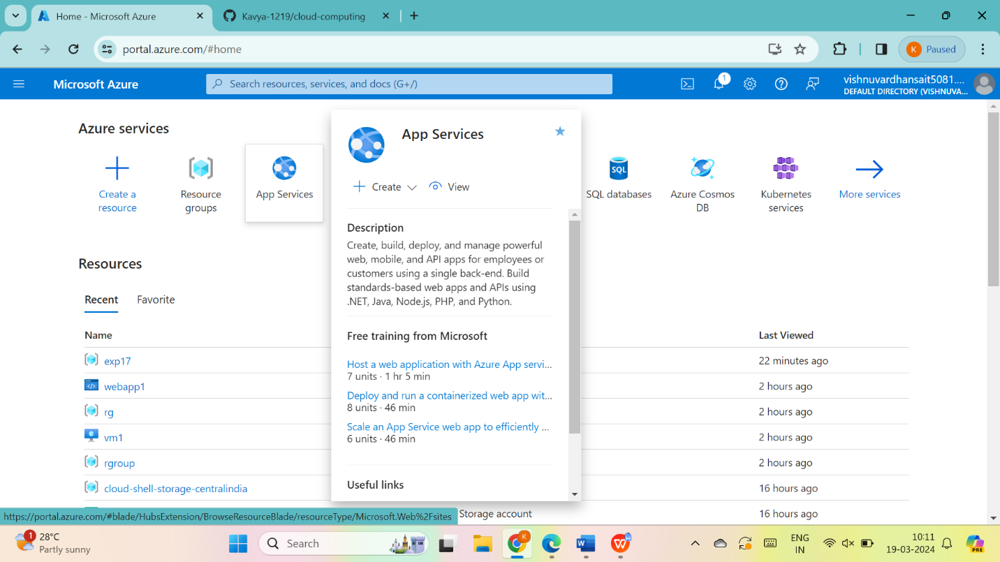 Home - Microsoft Azure
Kavya-1219/cloud-computing
portal.azure.com/#home
K
Paused
Microsoft Azure
Search resources, services, and docs (G+/)
1
vishnuvardhansait5081....
DEFAULT DIRECTORY (VISHNUVA...
Azure services
Create a resource
Resource groups
App Services
App Services
Create
View
SQL
SQL databases
Azure Cosmos DB
Kubernetes services
More services
Description
Create, build, deploy, and manage powerful
web, mobile, and API apps for employees or
customers using a single back-end. Build
standards-based web apps and APIs using
.NET, Java, Node.js, PHP, and Python.
Free training from Microsoft
Host a web application with Azure App servi...
7 units · 1 hr 5 min
Deploy and run a containerized web app wit...
8 units · 46 min
Scale an App Service web app to efficiently ...
6 units · 46 min
Useful links
Resources
Recent
Favorite
Name
Last Viewed
exp17
22 minutes ago
webapp1
2 hours ago
rg
2 hours ago
vm1
2 hours ago
rgroup
2 hours ago
cloud-shell-storage-centralindia
16 hours ago
Storage account
16 hours ago
https://portal.azure.com/#blade/HubsExtension/BrowseResourceBlade/resourceType/Microsoft.Web%2Fsites
1
28°C
Partly sunny
Search
K
W
W
ENG
IN
10:11
19-03-2024
PRE